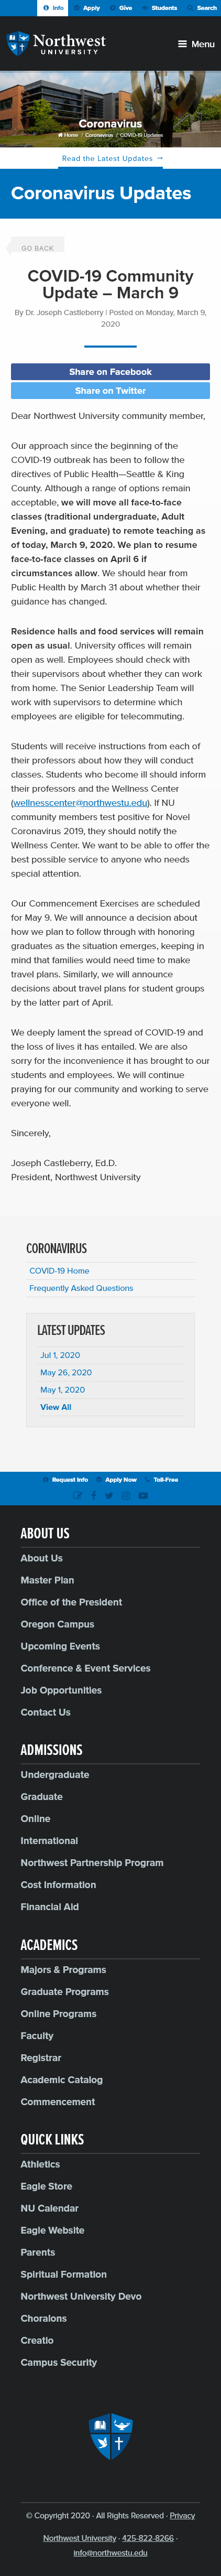 Info Apply Give Students Search
Northwest
UNIVERSITY
Menu
Coronavirus
Home / Coronavirus / COVID-19 Updates
Read the Latest Updates →
Coronavirus Updates
GO BACK
COVID-19 Community
Update – March 9
By Dr. Joseph Castleberry | Posted on Monday, March 9,
2020
Share on Facebook
Share on Twitter
Dear Northwest University community member,
Our approach since the beginning of the
COVID-19 outbreak has been to follow the
directives of Public Health—Seattle & King
County. Although a range of options remain
acceptable, we will move all face-to-face
classes (traditional undergraduate, Adult
Evening, and graduate) to remote teaching as
of today, March 9, 2020. We plan to resume
face-to-face classes on April 6 if
circumstances allow. We should hear from
Public Health by March 31 about whether their
guidance has changed.
Residence halls and food services will remain
open as usual. University offices will remain
open as well. Employees should check with
their supervisors about whether they can work
from home. The Senior Leadership Team will
work with supervisors to determine which
employees are eligible for telecommuting.
Students will receive instructions from each of
their professors about how they will conduct
classes. Students who become ill should inform
their professors and the Wellness Center
(wellnesscenter@northwestu.edu). If NU
community members test positive for Novel
Coronavirus 2019, they should notify the
Wellness Center. We want to be able to offer the
best possible service to anyone who needs
special attention.
Our Commencement Exercises are scheduled
for May 9. We will announce a decision about
how we plan to follow through with honoring
graduates as the situation emerges, keeping in
mind that families would need time to make
travel plans. Similarly, we will announce
decisions about travel plans for student groups
by the latter part of April.
We deeply lament the spread of COVID-19 and
the loss of lives it has entailed. We are also
sorry for the inconvenience it has brought to our
students and employees. We will continue
praying for our community and working to serve
everyone well.
Sincerely,
Joseph Castleberry, Ed.D.
President, Northwest University
CORONAVIRUS
COVID-19 Home
Frequently Asked Questions
LATEST UPDATES
Jul 1, 2020
May 26, 2020
May 1, 2020
View All
Request Info Apply Now Toll-Free
ABOUT US
About Us
Master Plan
Office of the President
Oregon Campus
Upcoming Events
Conference & Event Services
Job Opportunities
Contact Us
ADMISSIONS
Undergraduate
Graduate
Online
International
Northwest Partnership Program
Cost Information
Financial Aid
ACADEMICS
Majors & Programs
Graduate Programs
Online Programs
Faculty
Registrar
Academic Catalog
Commencement
QUICK LINKS
Athletics
Eagle Store
NU Calendar
Eagle Website
Parents
Spiritual Formation
Northwest University Devo
Choralons
Creatio
Campus Security
© Copyright 2020 · All Rights Reserved · Privacy
Northwest University · 425-822-8266 ·
info@northwestu.edu